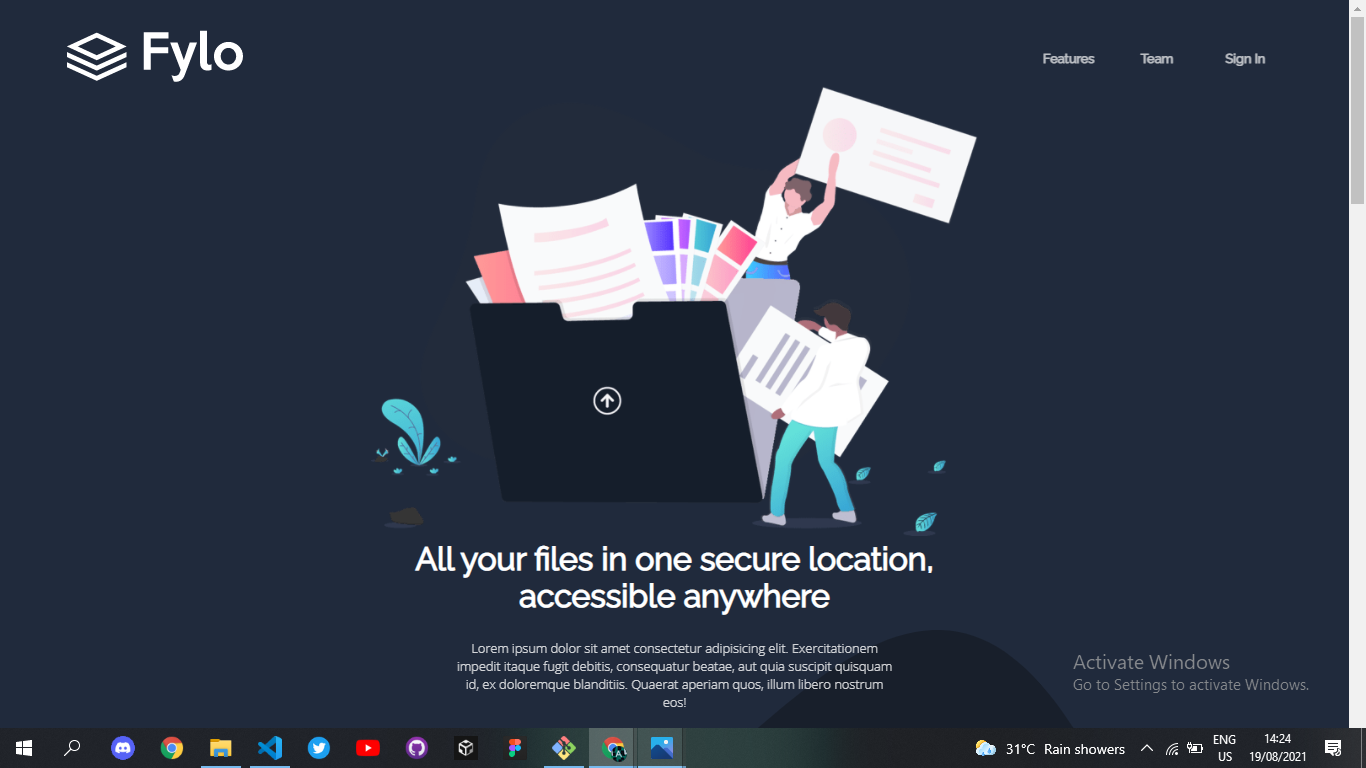 Fylo
Features
Team
Sign In
All your files in one secure location,
accessible anywhere
Lorem ipsum dolor sit amet consectetur adipisicing elit. Exercitationem
impedit itaque fugit debitis, consequatur beatae, aut quia suscipit quisquam
id, ex doloremque blanditiis. Quaerat aperiam quos, illum libero nostrum
eos!
Activate Windows
Go to Settings to activate Windows.
31°C Rain showers
ENG
US
14:24
19/08/2021